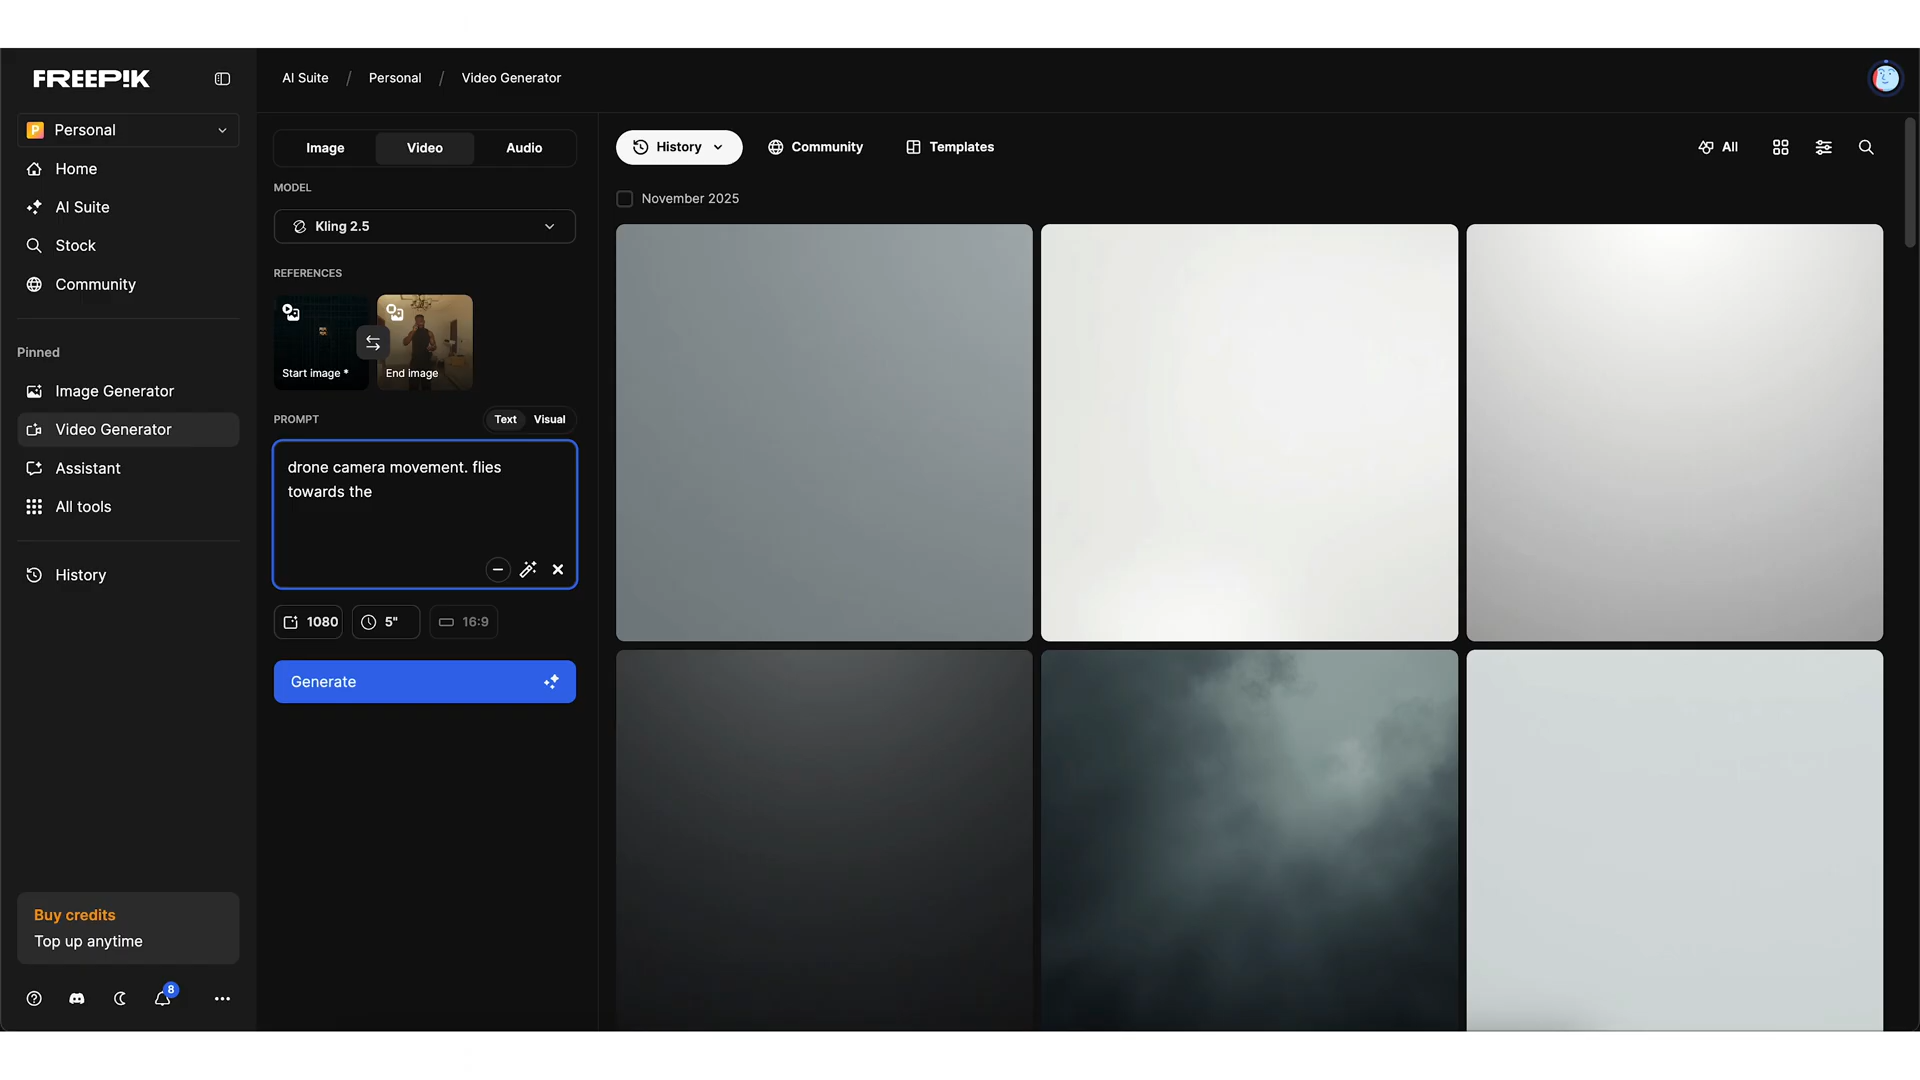 FREEP!K
Personal
Home
AI Suite
Stock
Community
Pinned
Image Generator
Video Generator
Assistant
All tools
History
Buy credits
Top up anytime
8
AI Suite / Personal / Video Generator
Image Video Audio
MODEL
Kling 2.5
REFERENCES
Start image * End image
PROMPT Text Visual
drone camera movement. flies
towards the
1080 5" 16:9
Generate
History Community Templates All
November 2025